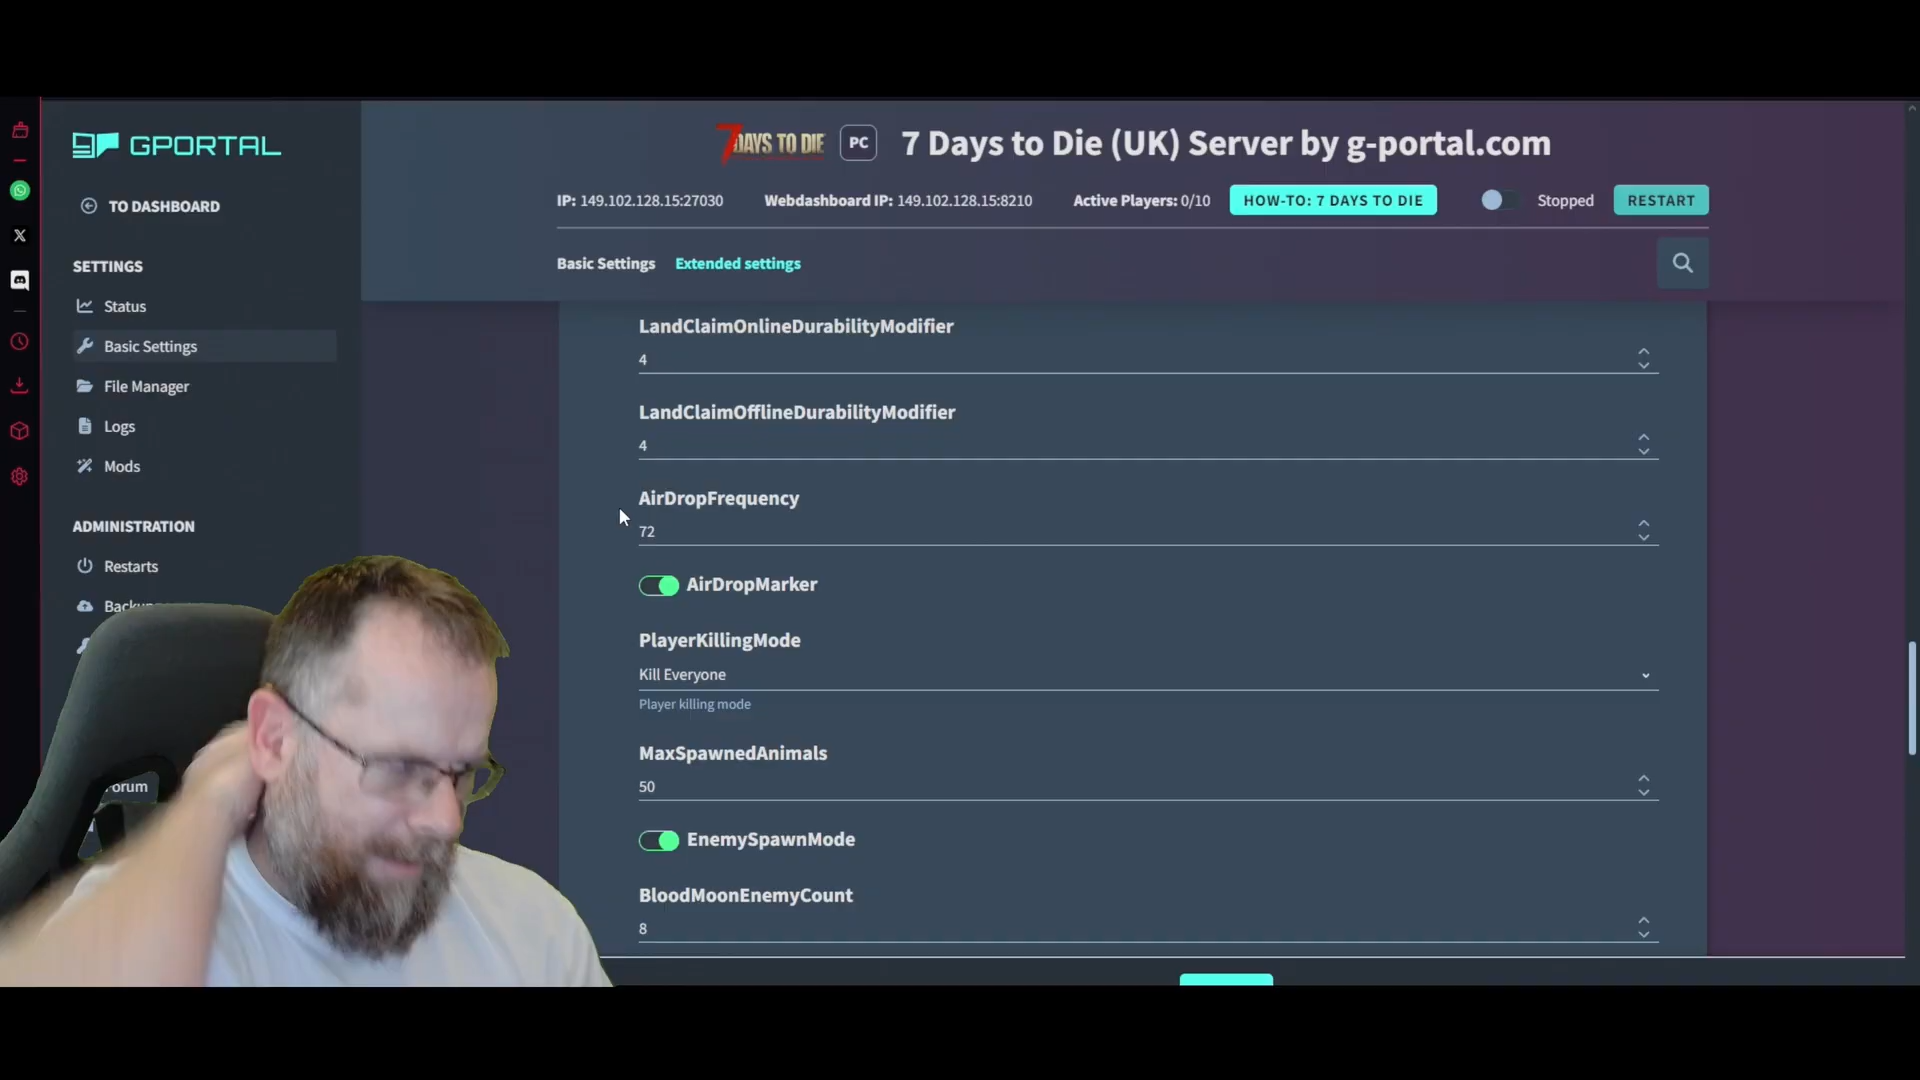 GPORTAL
TO DASHBOARD
SETTINGS
Status
Basic Settings
File Manager
Logs
Mods
ADMINISTRATION
Restarts
7 DAYS TO DIE
PC
7 Days to Die (UK) Server by g-portal.com
IP: 149.102.128.15:27030
Webdashboard IP: 149.102.128.15:8210
Active Players: 0/10
HOW-TO: 7 DAYS TO DIE
Stopped
RESTART
Basic Settings
Extended settings
LandClaimOnlineDurabilityModifier
4
LandClaimOfflineDurabilityModifier
4
AirDropFrequency
72
AirDropMarker
PlayerKillingMode
Kill Everyone
Player killing mode
MaxSpawnedAnimals
50
EnemySpawnMode
BloodMoonEnemyCount
8